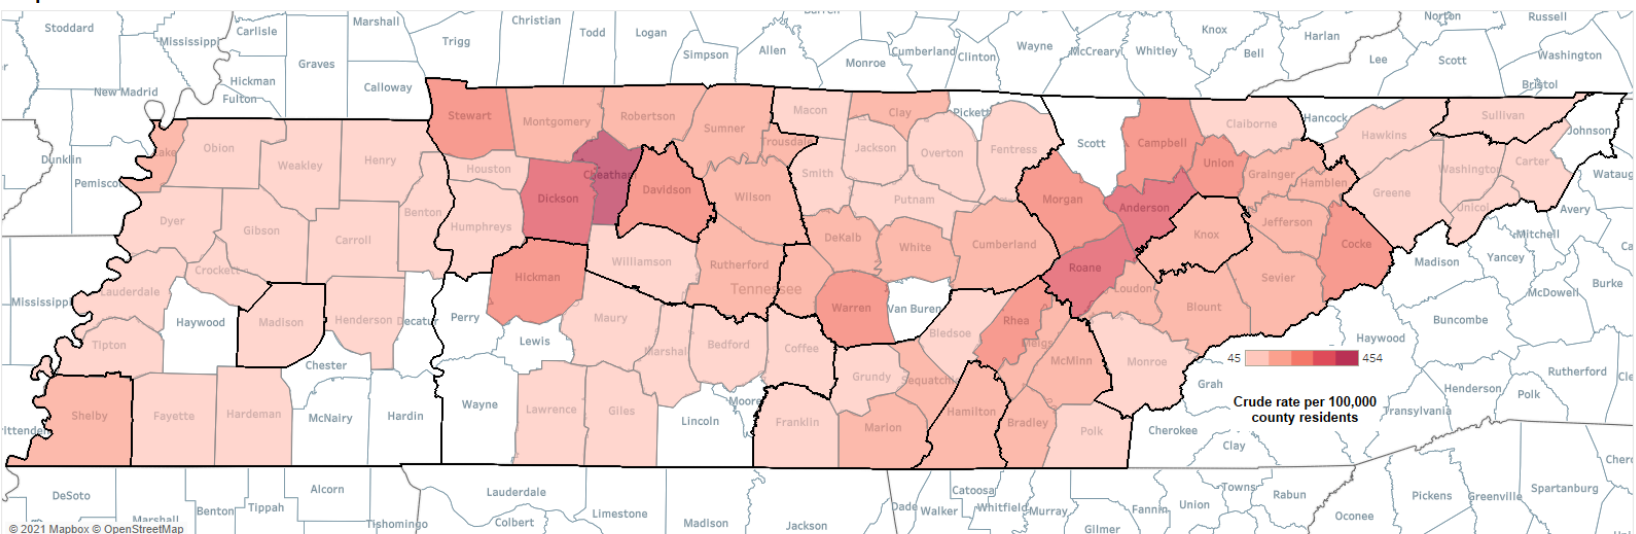 Stoddard
Mississippi
Carlisle
Marshall
Christian
Todd
Logan
Trigg
Simpson
Allen
Monroe
Cumberland
Clinton
Wayne
McCreary
Whitley
Knox
Bell
Harlan
Norton
Russell
Lee
Scott
Washington
Bristol
Hickman
Graves
Calloway
New Madrid
Fulton
Dunklin
Pemisco
Stewart
Montgomery
Robertson
Sumner
Trousdale
Macon
Clay
Pickett
Scott
Campbell
Claiborne
Hancock
Hawkins
Sullivan
Johnson
Obion
Weakley
Henry
Houston
Dickson
Cheatham
Davidson
Wilson
Smith
Jackson
Overton
Fentress
Morgan
Anderson
Union
Grainger
Hamblen
Greene
Washington
Carter
Unicoi
Wataug
Avery
Dyer
Gibson
Carroll
Benton
Humphreys
Hickman
Williamson
Rutherford
Tennessee
DeKalb
Putnam
White
Cumberland
Roane
Knox
Jefferson
Cocke
Sevier
Mitchell
Yancey
Madison
Burke
McDowell
Mississippi
Lauderdale
Crockett
Haywood
Madison
Henderson
Decatur
Perry
Lewis
Maury
Marshal
Bedford
Coffee
Warren
Van Buren
Bledsoe
Rhea
Meigs
Loudon
Blount
Monroe
McMinn
Buncombe
Haywood
Rutherford
Tipton
Chester
Shelby
Fayette
Hardeman
McNairy
Hardin
Wayne
Lawrence
Giles
Lincoln
Moore
Franklin
Grundy
Sequatch
Marion
Hamilton
Bradley
Polk
Grah
Cherokee
Clay
Henderson
Polk
Transylvania
45
454
Crude rate per 100,000
county residents
DeSoto
Marshall
Benton
Tippah
Alcorn
Tishomingo
Lauderdale
Colbert
Limestone
Madison
Jackson
Dade
Walker
Catoosa
Whitfield
Murray
Gilmer
Fannin
Union
Towns
Rabun
Oconee
Pickens
Greenville
Spartanburg
Cher
© 2021 Mapbox © OpenStreetMap